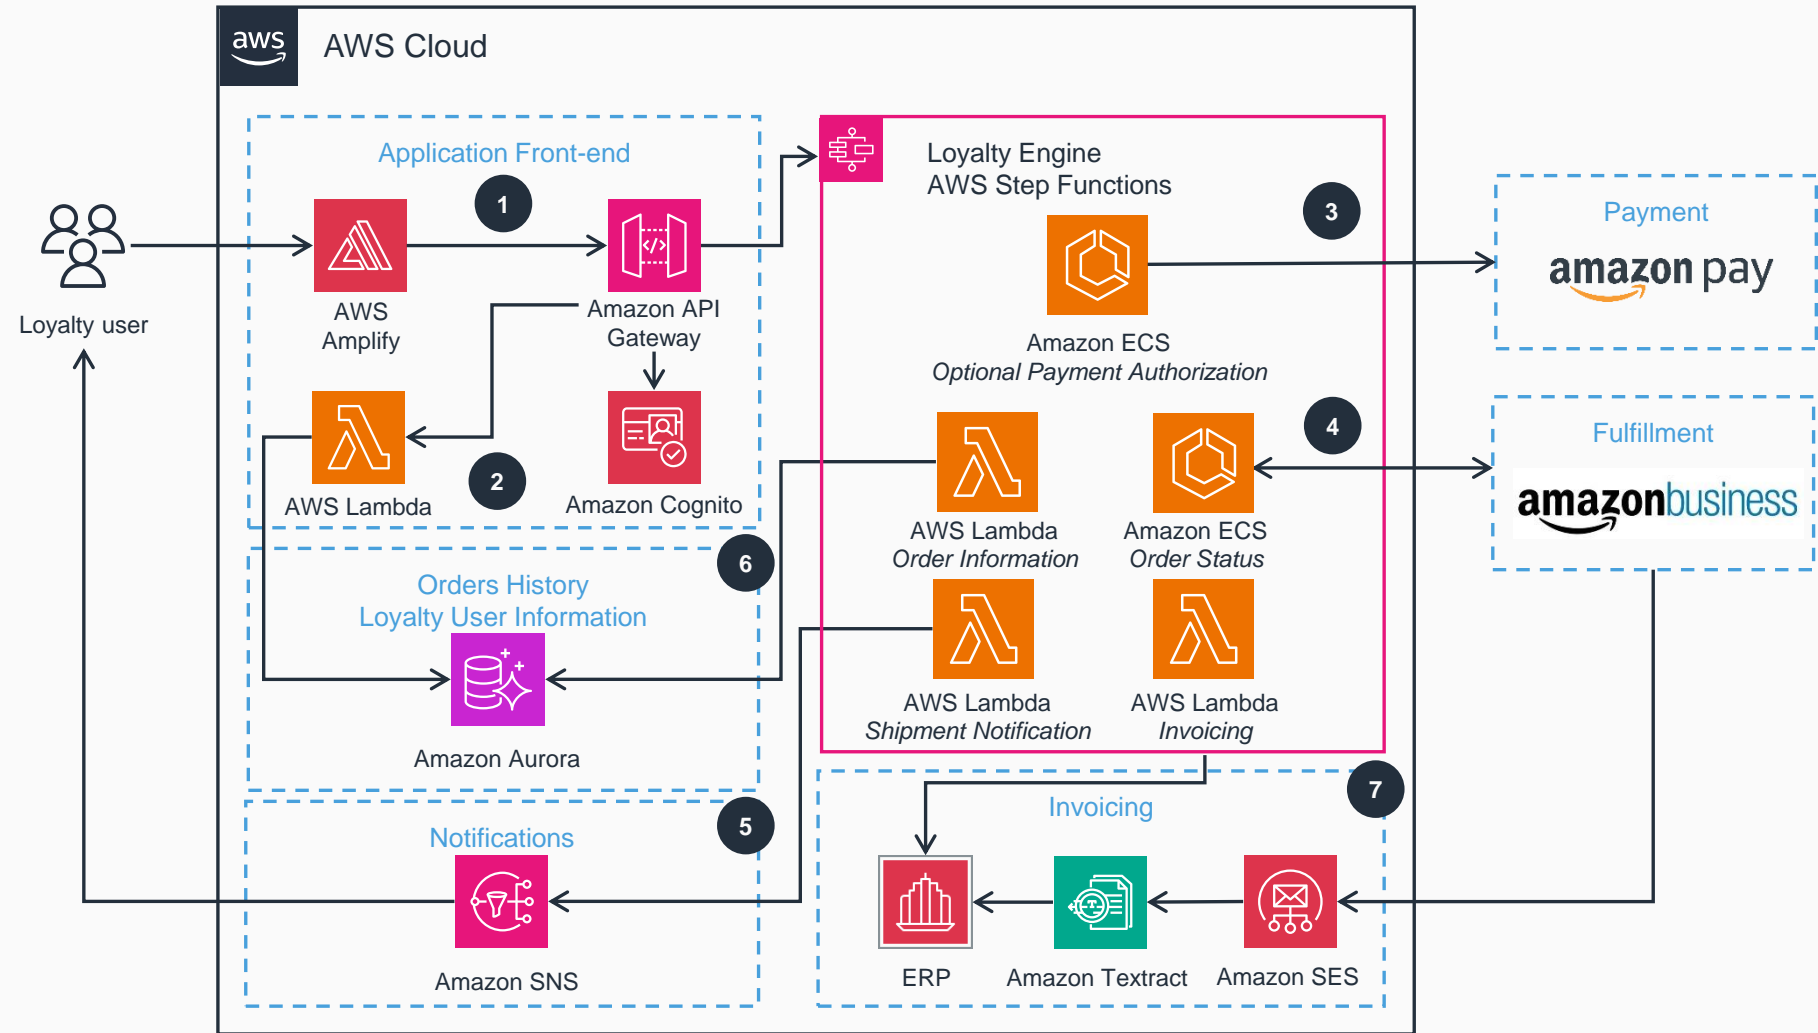 aws
AWS Cloud
Application Front-end
1
AWS
Amplify
</>
Amazon API
Gateway
AWS Lambda
2
Amazon Cognito
Loyalty user
Loyalty Engine
AWS Step Functions
3
Amazon ECS
Optional Payment Authorization
4
AWS Lambda
Order Information
Amazon ECS
Order Status
AWS Lambda
Shipment Notification
AWS Lambda
Invoicing
Payment
amazon pay
Fulfillment
amazonbusiness
6
Orders History
Loyalty User Information
Amazon Aurora
5
Notifications
Amazon SNS
7
Invoicing
ERP
T
Amazon Textract
Amazon SES